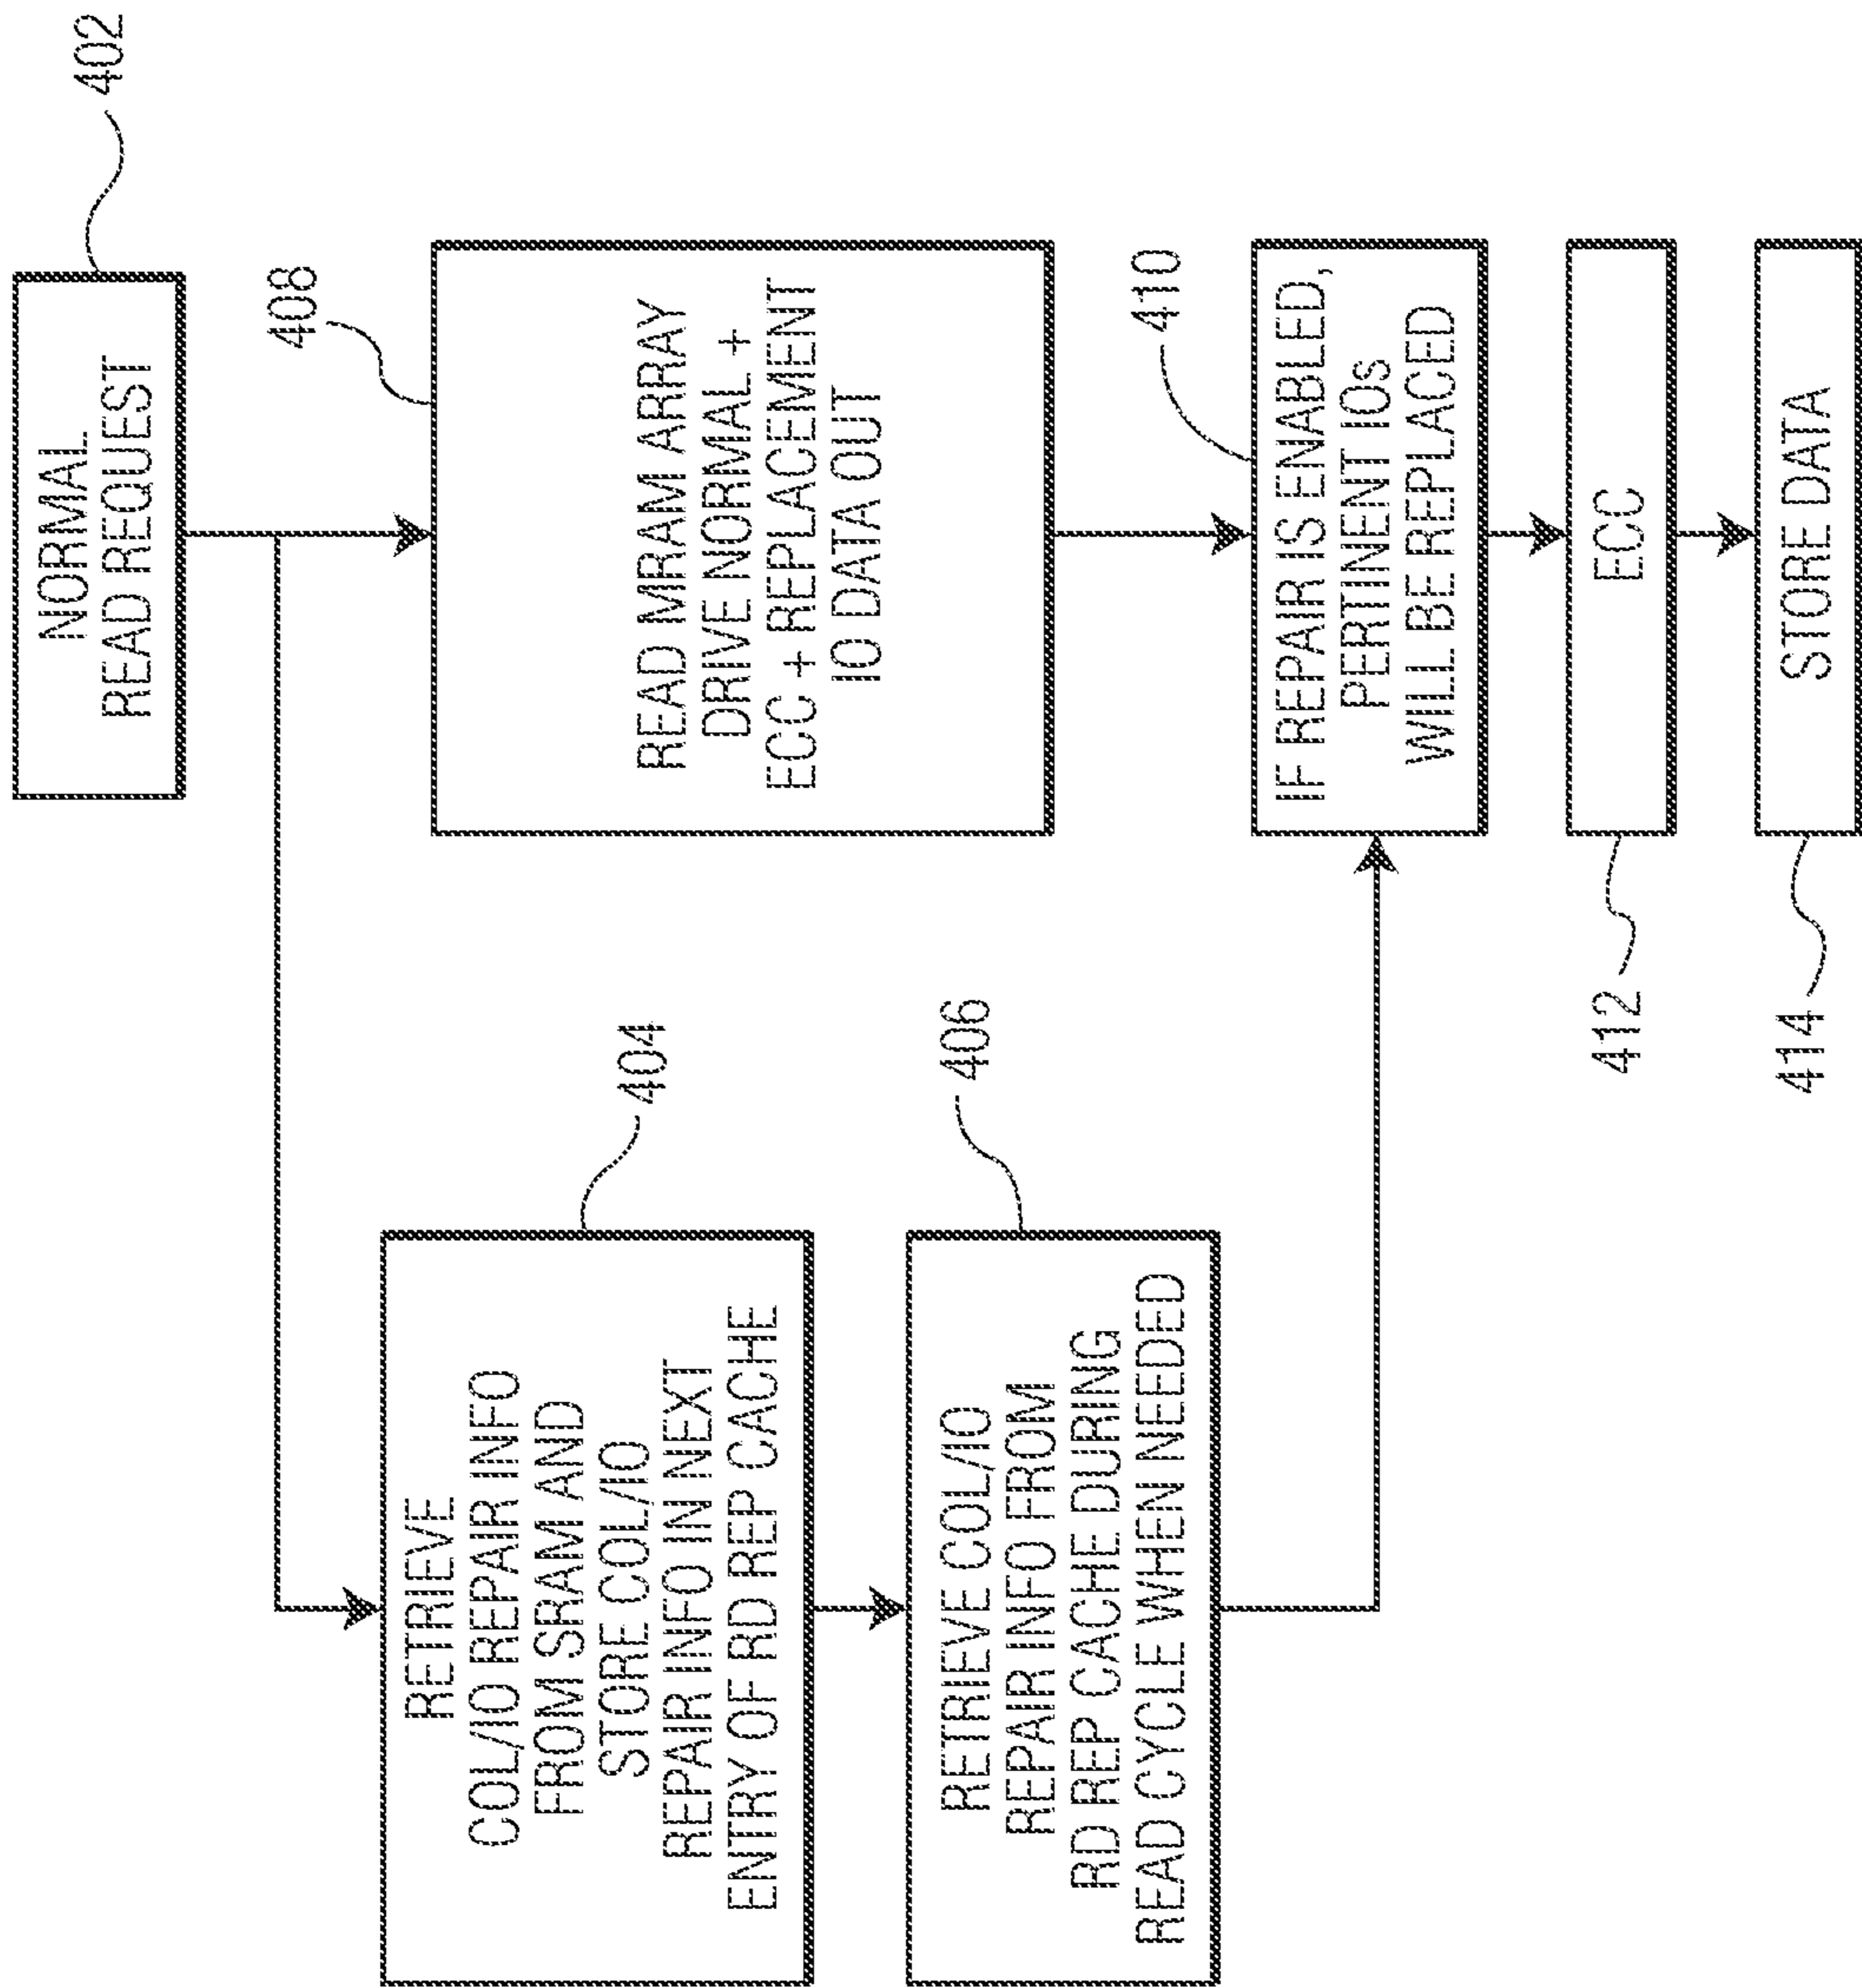 NORMAL
READ REQUEST
402
RETRIEVE
COL/IO REPAIR INFO
FROM SRAM AND
STORE COL/IO
REPAIR INFO IN NEXT
ENTRY OF RD REP CACHE
404
RETRIEVE COL/IO
REPAIR INFO FROM
RD REP CACHE DURING
READ CYCLE WHEN NEEDED
406
READ MRAM ARRAY
DRIVE NORMAL +
ECC + REPLACEMENT
IO DATA OUT
408
IF REPAIR IS ENABLED,
PERTINENT IOs
WILL BE REPLACED
410
ECC
412
STORE DATA
414